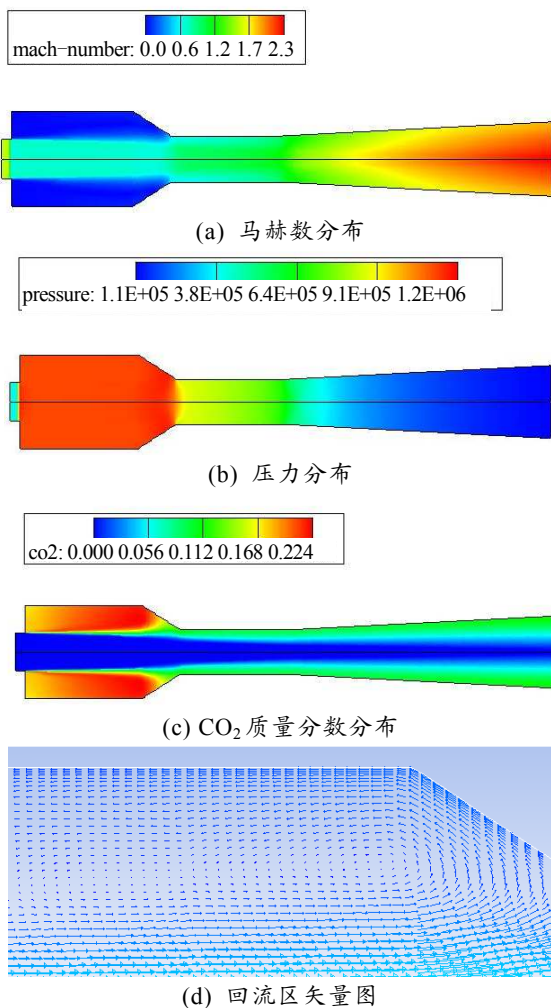 mach-number: 0.0 0.6 1.2 1.7 2.3
(a) 马赫数分布
pressure: 1.1E+05 3.8E+05 6.4E+05 9.1E+05 1.2E+06
(b) 压力分布
co2: 0.000 0.056 0.112 0.168 0.224
(c) CO₂ 质量分数分布
(d) 回流区矢量图